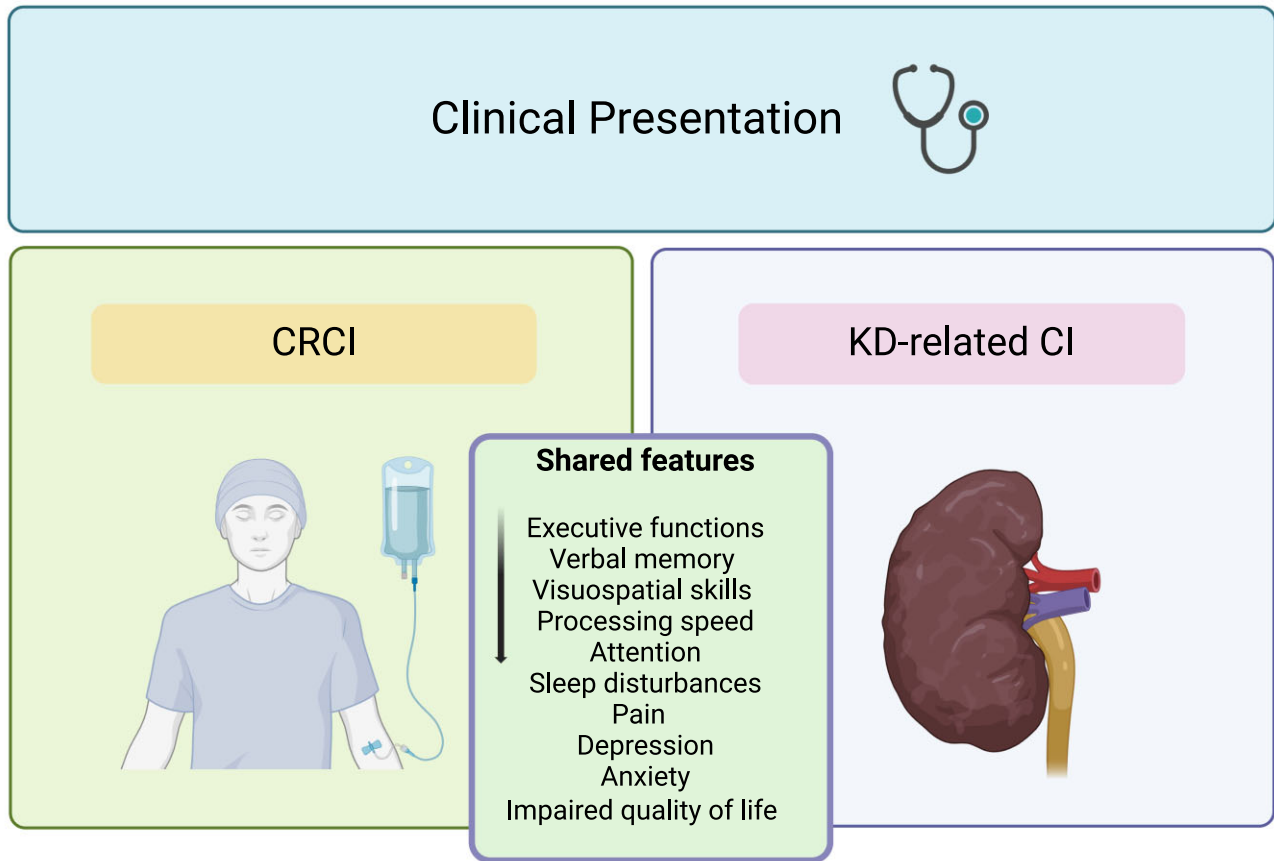 Clinical Presentation
CRCI
KD-related CI
Shared features
Executive functions
Verbal memory
Visuospatial skills
Processing speed
Attention
Sleep disturbances
Pain
Depression
Anxiety
Impaired quality of life